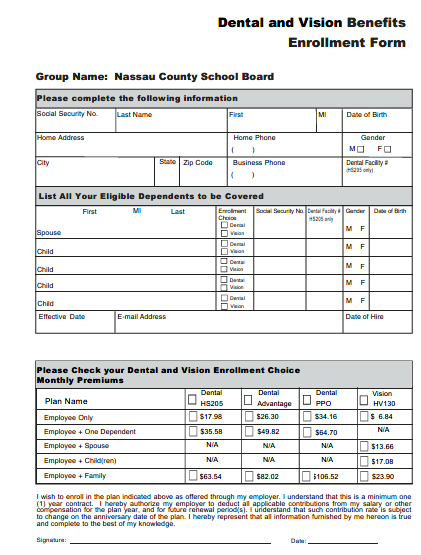 Dental and Vision Benefits
Enrollment Form
Group Name: Nassau County School Board
Please complete the following information
Social Security No. Last Name First MI Date of Birth
Home Address Home Phone Gender
( ) M F
City State Zip Code Business Phone Dental Facility #
( ) (HS205 only)
List All Your Eligible Dependents to be Covered
First MI Last Enrollment Choice Social Security No. Dental Facility # HS205 only Gender Date of Birth
Spouse Dental Vision M F
Child Dental Vision M F
Child Dental Vision M F
Child Dental Vision M F
Child Dental Vision M F
Effective Date E-mail Address Date of Hire
Please Check your Dental and Vision Enrollment Choice
Monthly Premiums
Plan Name Dental HS205 Dental Advantage Dental PPO Vision HV130
Employee Only $17.98 $26.30 $34.16 $ 6.84
Employee + One Dependent $35.58 $49.82 $64.70 N/A
Employee + Spouse N/A N/A N/A $13.66
Employee + Child(ren) N/A N/A N/A $17.08
Employee + Family $63.54 $82.02 $106.52 $23.90
I wish to enroll in the plan indicated above as offered through my employer. I understand that this is a minimum one
(1) year contract. I hereby authorize my employer to deduct all applicable contributions from my salary or other
compensation for the plan year, and for future renewal period(s). I understand that such contribution rate is subject
to change on the anniversary date of the plan. I hereby represent that all information furnished by me hereon is true
and complete to the best of my knowledge.
Signature: Date: